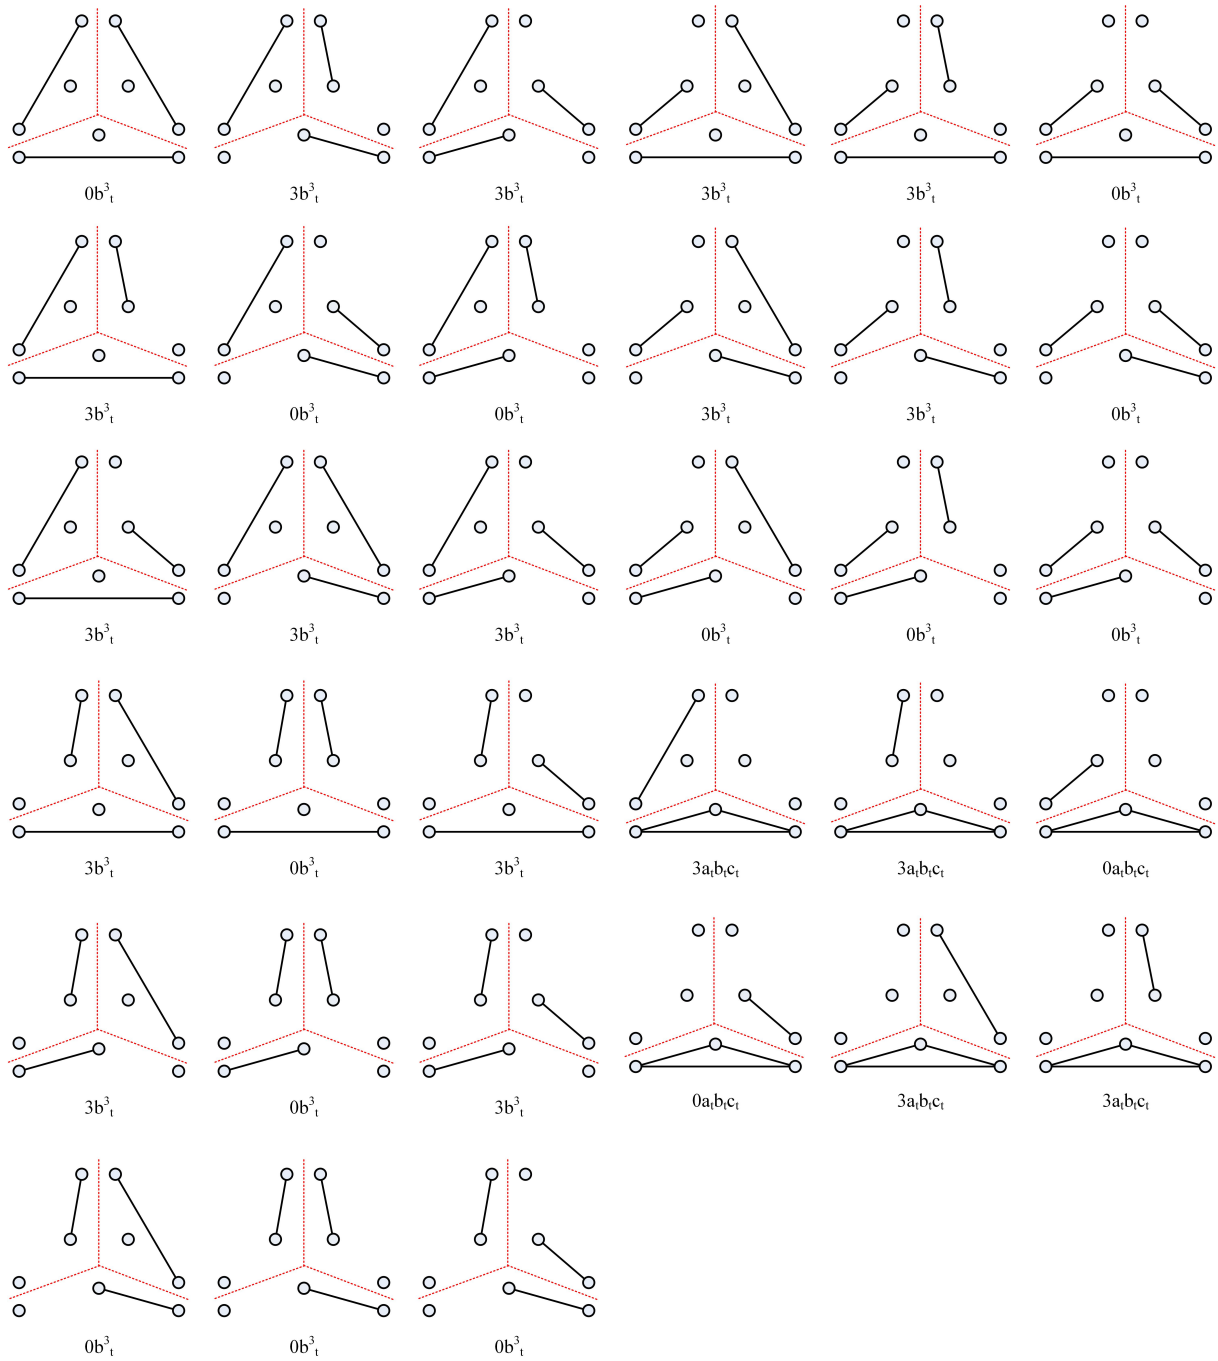 0b³ₜ 3b³ₜ 3b³ₜ 3b³ₜ 3b³ₜ 0b³ₜ
3b³ₜ 0b³ₜ 0b³ₜ 3b³ₜ 3b³ₜ 0b³ₜ
3b³ₜ 3b³ₜ 3b³ₜ 0b³ₜ 0b³ₜ 0b³ₜ
3b³ₜ 0b³ₜ 3b³ₜ 3aₜbₜcₜ 3aₜbₜcₜ 0aₜbₜcₜ
3b³ₜ 0b³ₜ 3b³ₜ 0aₜbₜcₜ 3aₜbₜcₜ 3aₜbₜcₜ
0b³ₜ 0b³ₜ 0b³ₜ